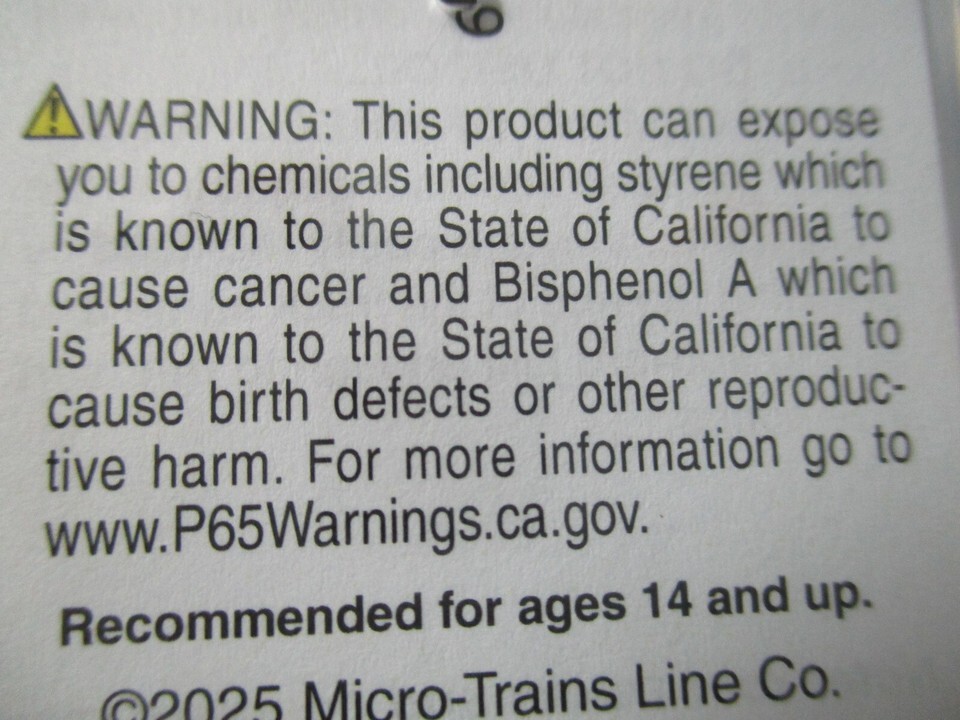 ⚠WARNING: This product can expose
you to chemicals including styrene which
is known to the State of California to
cause cancer and Bisphenol A which
is known to the State of California to
cause birth defects or other reproduc-
tive harm. For more information go to
www.P65Warnings.ca.gov.
Recommended for ages 14 and up.
©2025 Micro-Trains Line Co.